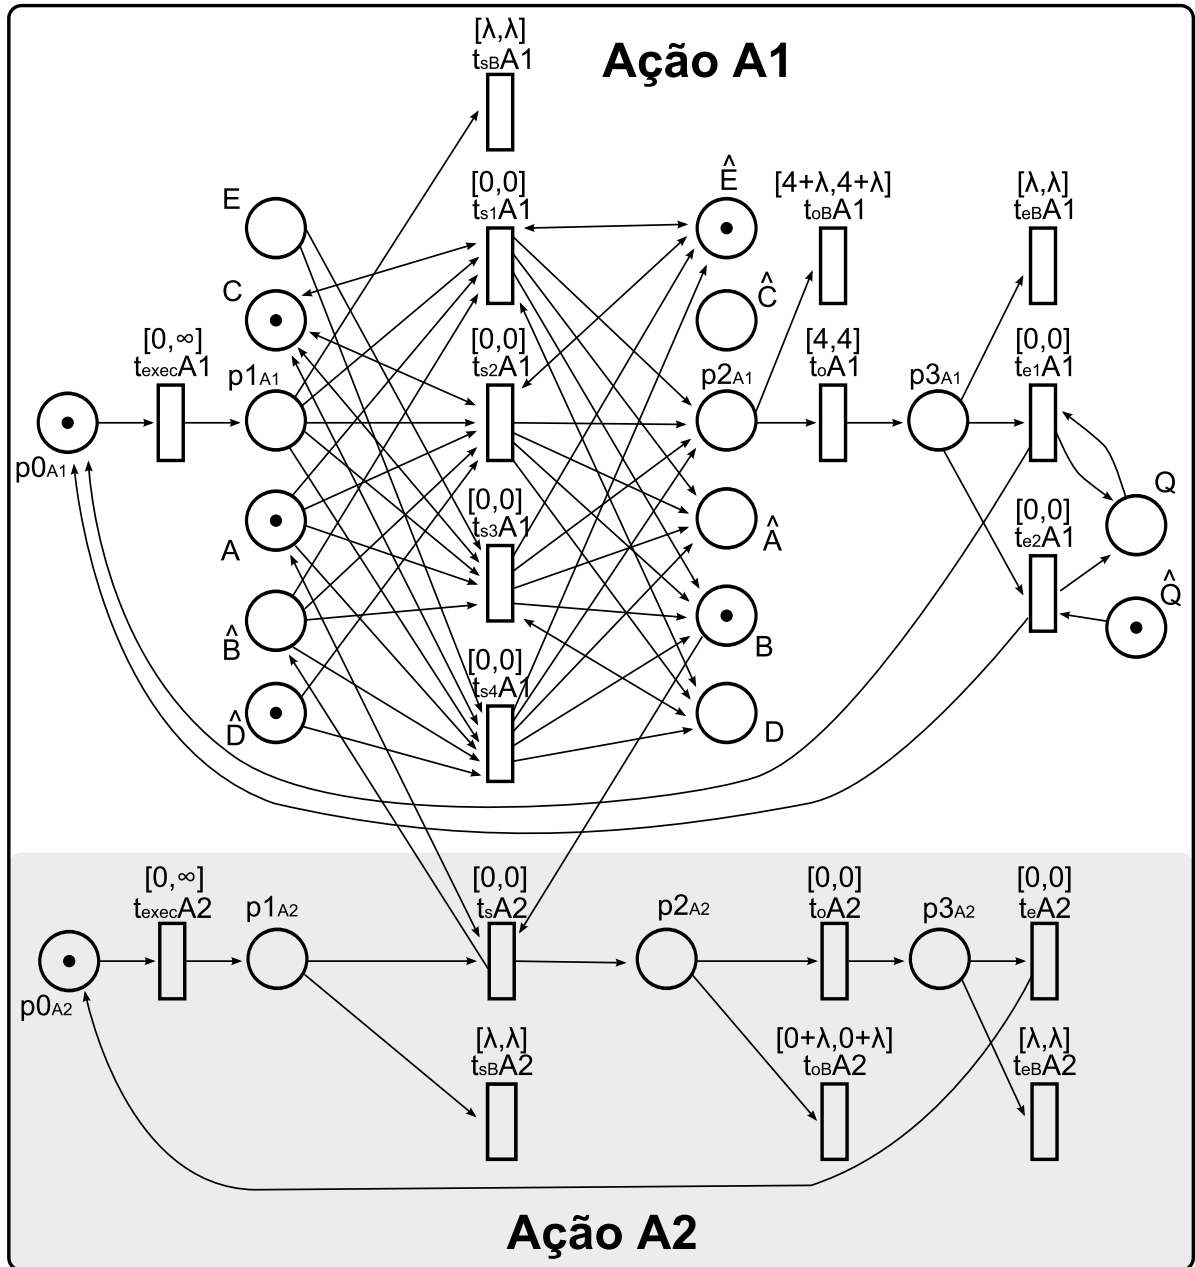 [λ,λ]
tsBA1
Ação A1
E
[0,0]
ts1A1
Ê
[4+λ,4+λ]
toBA1
[λ,λ]
teBA1
C
Ĉ
[0,∞]
texecA1
p1A1
[0,0]
ts2A1
p2A1
[4,4]
toA1
p3A1
[0,0]
te1A1
p0A1
Q
[0,0]
ts3A1
[0,0]
te2A1
A
Â
Q̂
B̂
B
[0,0]
ts4A1
D̂
D
[0,∞]
texecA2
p1A2
[0,0]
tsA2
p2A2
[0,0]
toA2
p3A2
[0,0]
teA2
p0A2
[λ,λ]
tsBA2
[0+λ,0+λ]
toBA2
[λ,λ]
teBA2
Ação A2